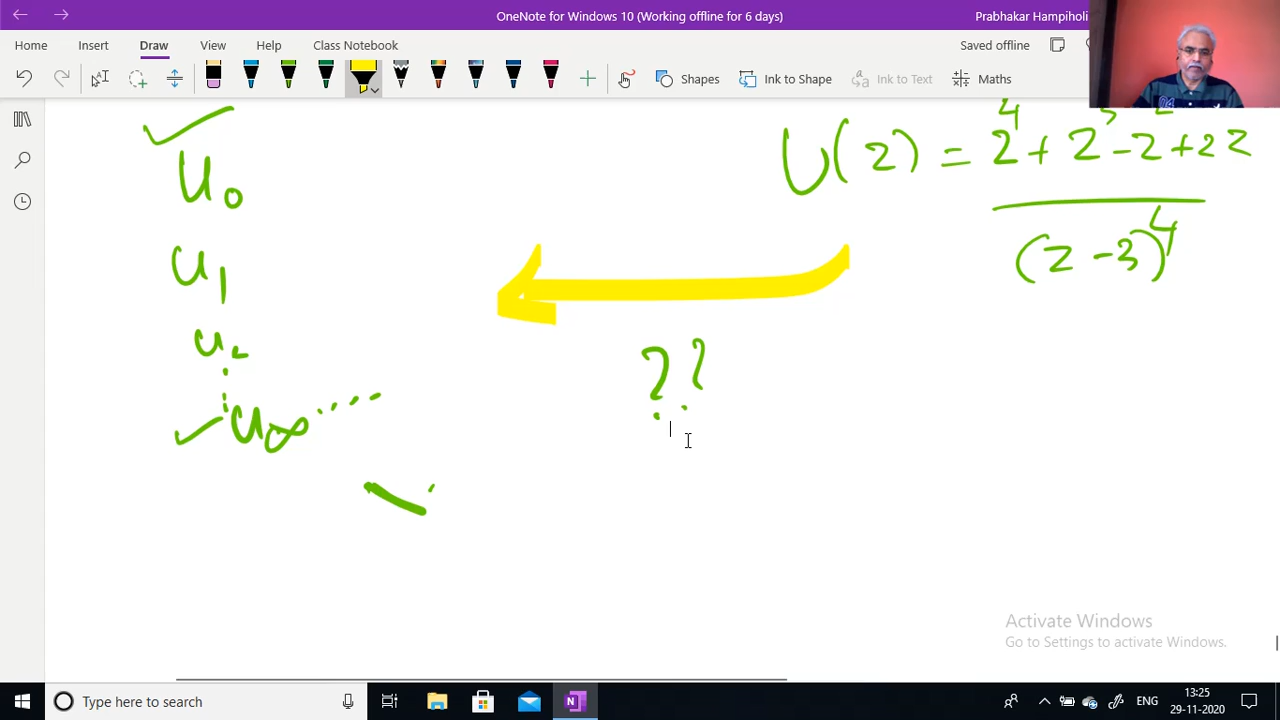 OneNote for Windows 10 (Working offline for 6 days)
Prabhakar Hampiholi
Home Insert Draw View Help Class Notebook
Saved offline
Shapes Ink to Shape Ink to Text Maths
04
u₀
u₁
u₂
⋮
u∞ ....
U(z) = z⁴ + z³ - z² + 2z
(z - 3)⁴
??
Activate Windows
Go to Settings to activate Windows.
Type here to search
N
ENG
13:25
29-11-2020